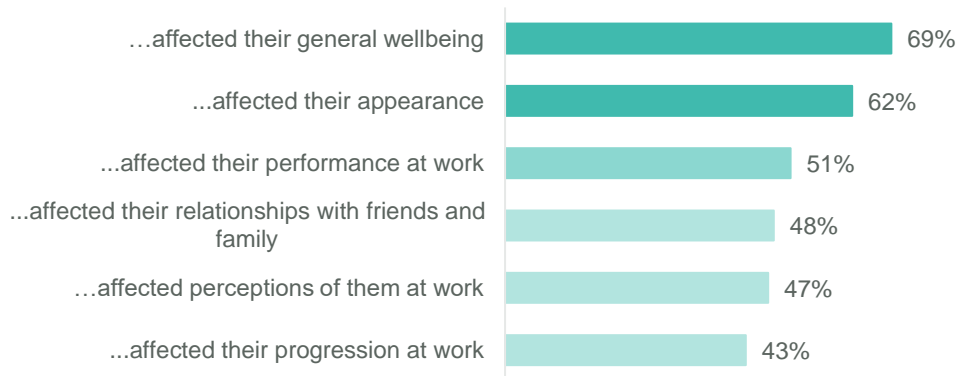 …affected their general wellbeing
69%
...affected their appearance
62%
...affected their performance at work
51%
...affected their relationships with friends and
family
48%
…affected perceptions of them at work
47%
...affected their progression at work
43%